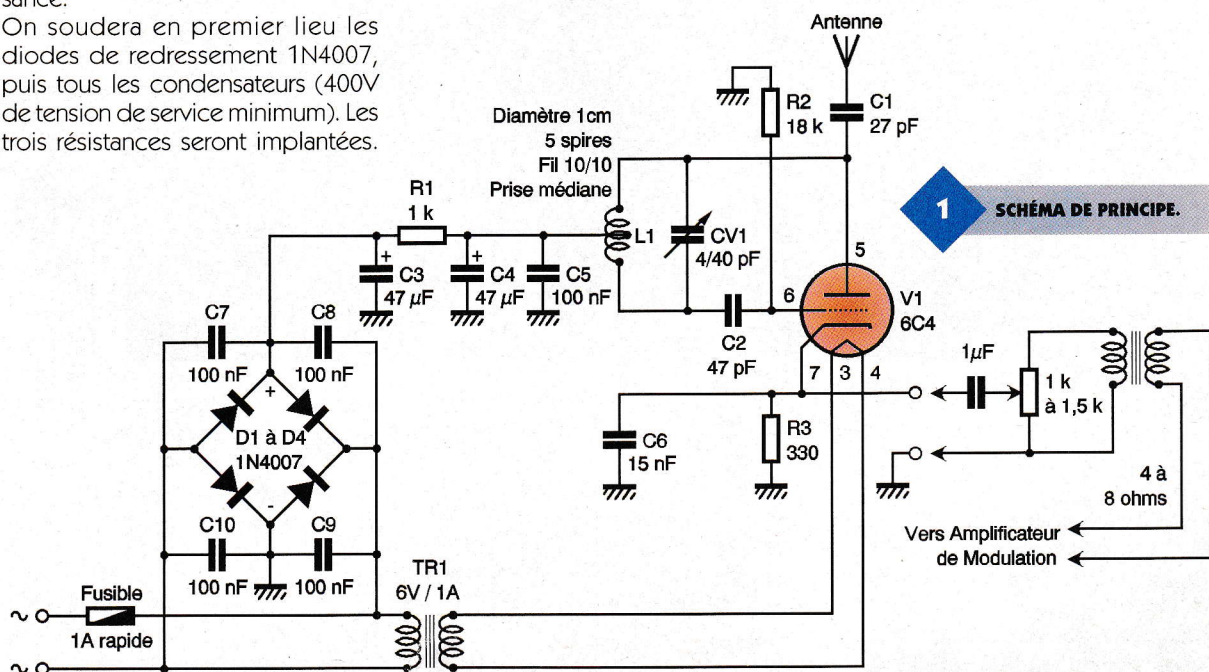 sance.
On soudera en premier lieu les
diodes de redressement 1N4007,
puis tous les condensateurs (400V
de tension de service minimum). Les
trois résistances seront implantées.
Antenne
C1
27 pF
R2
18 k
Diamètre 1cm
5 spires
Fil 10/10
Prise médiane
1 SCHÉMA DE PRINCIPE.
R1
1 k
L1
CV1
4/40 pF
5
6
V1
6C4
C3
47 µF
C4
47 µF
C5
100 nF
C2
47 pF
7 3 4
1µF
1 k
à 1,5 k
C7
100 nF
C8
100 nF
+
+
+
D1 à D4
1N4007
-
C6
15 nF
R3
330
4 à
8 ohms
C10
100 nF
C9
100 nF
Vers Amplificateur
de Modulation
TR1
6V / 1A
Fusible
1A rapide
~
~